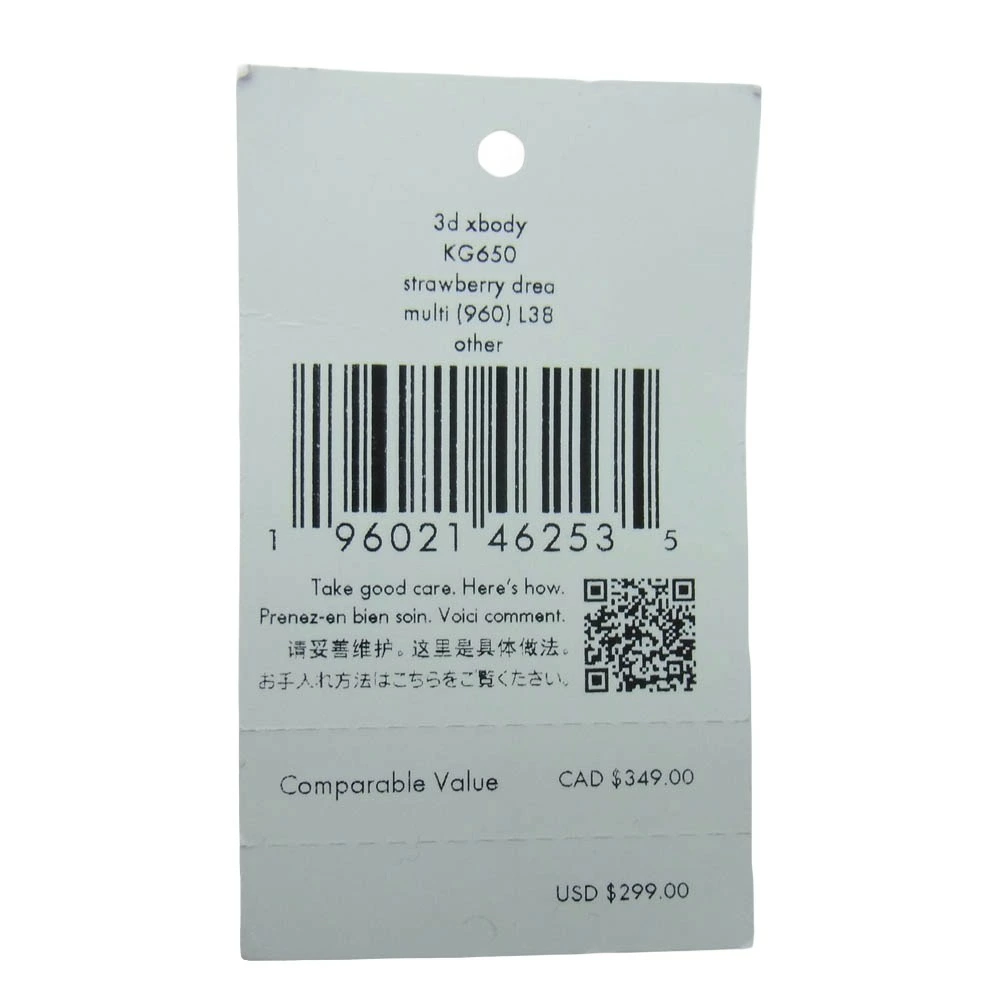 3d xbody
KG650
strawberry drea
multi (960) L38
other
1 96021 46253 5
Take good care. Here's how.
Prenez-en bien soin. Voici comment.
请妥善维护。这里是具体做法。
お手入れ方法はこちらをご覧ください。
Comparable Value CAD $349.00
USD $299.00